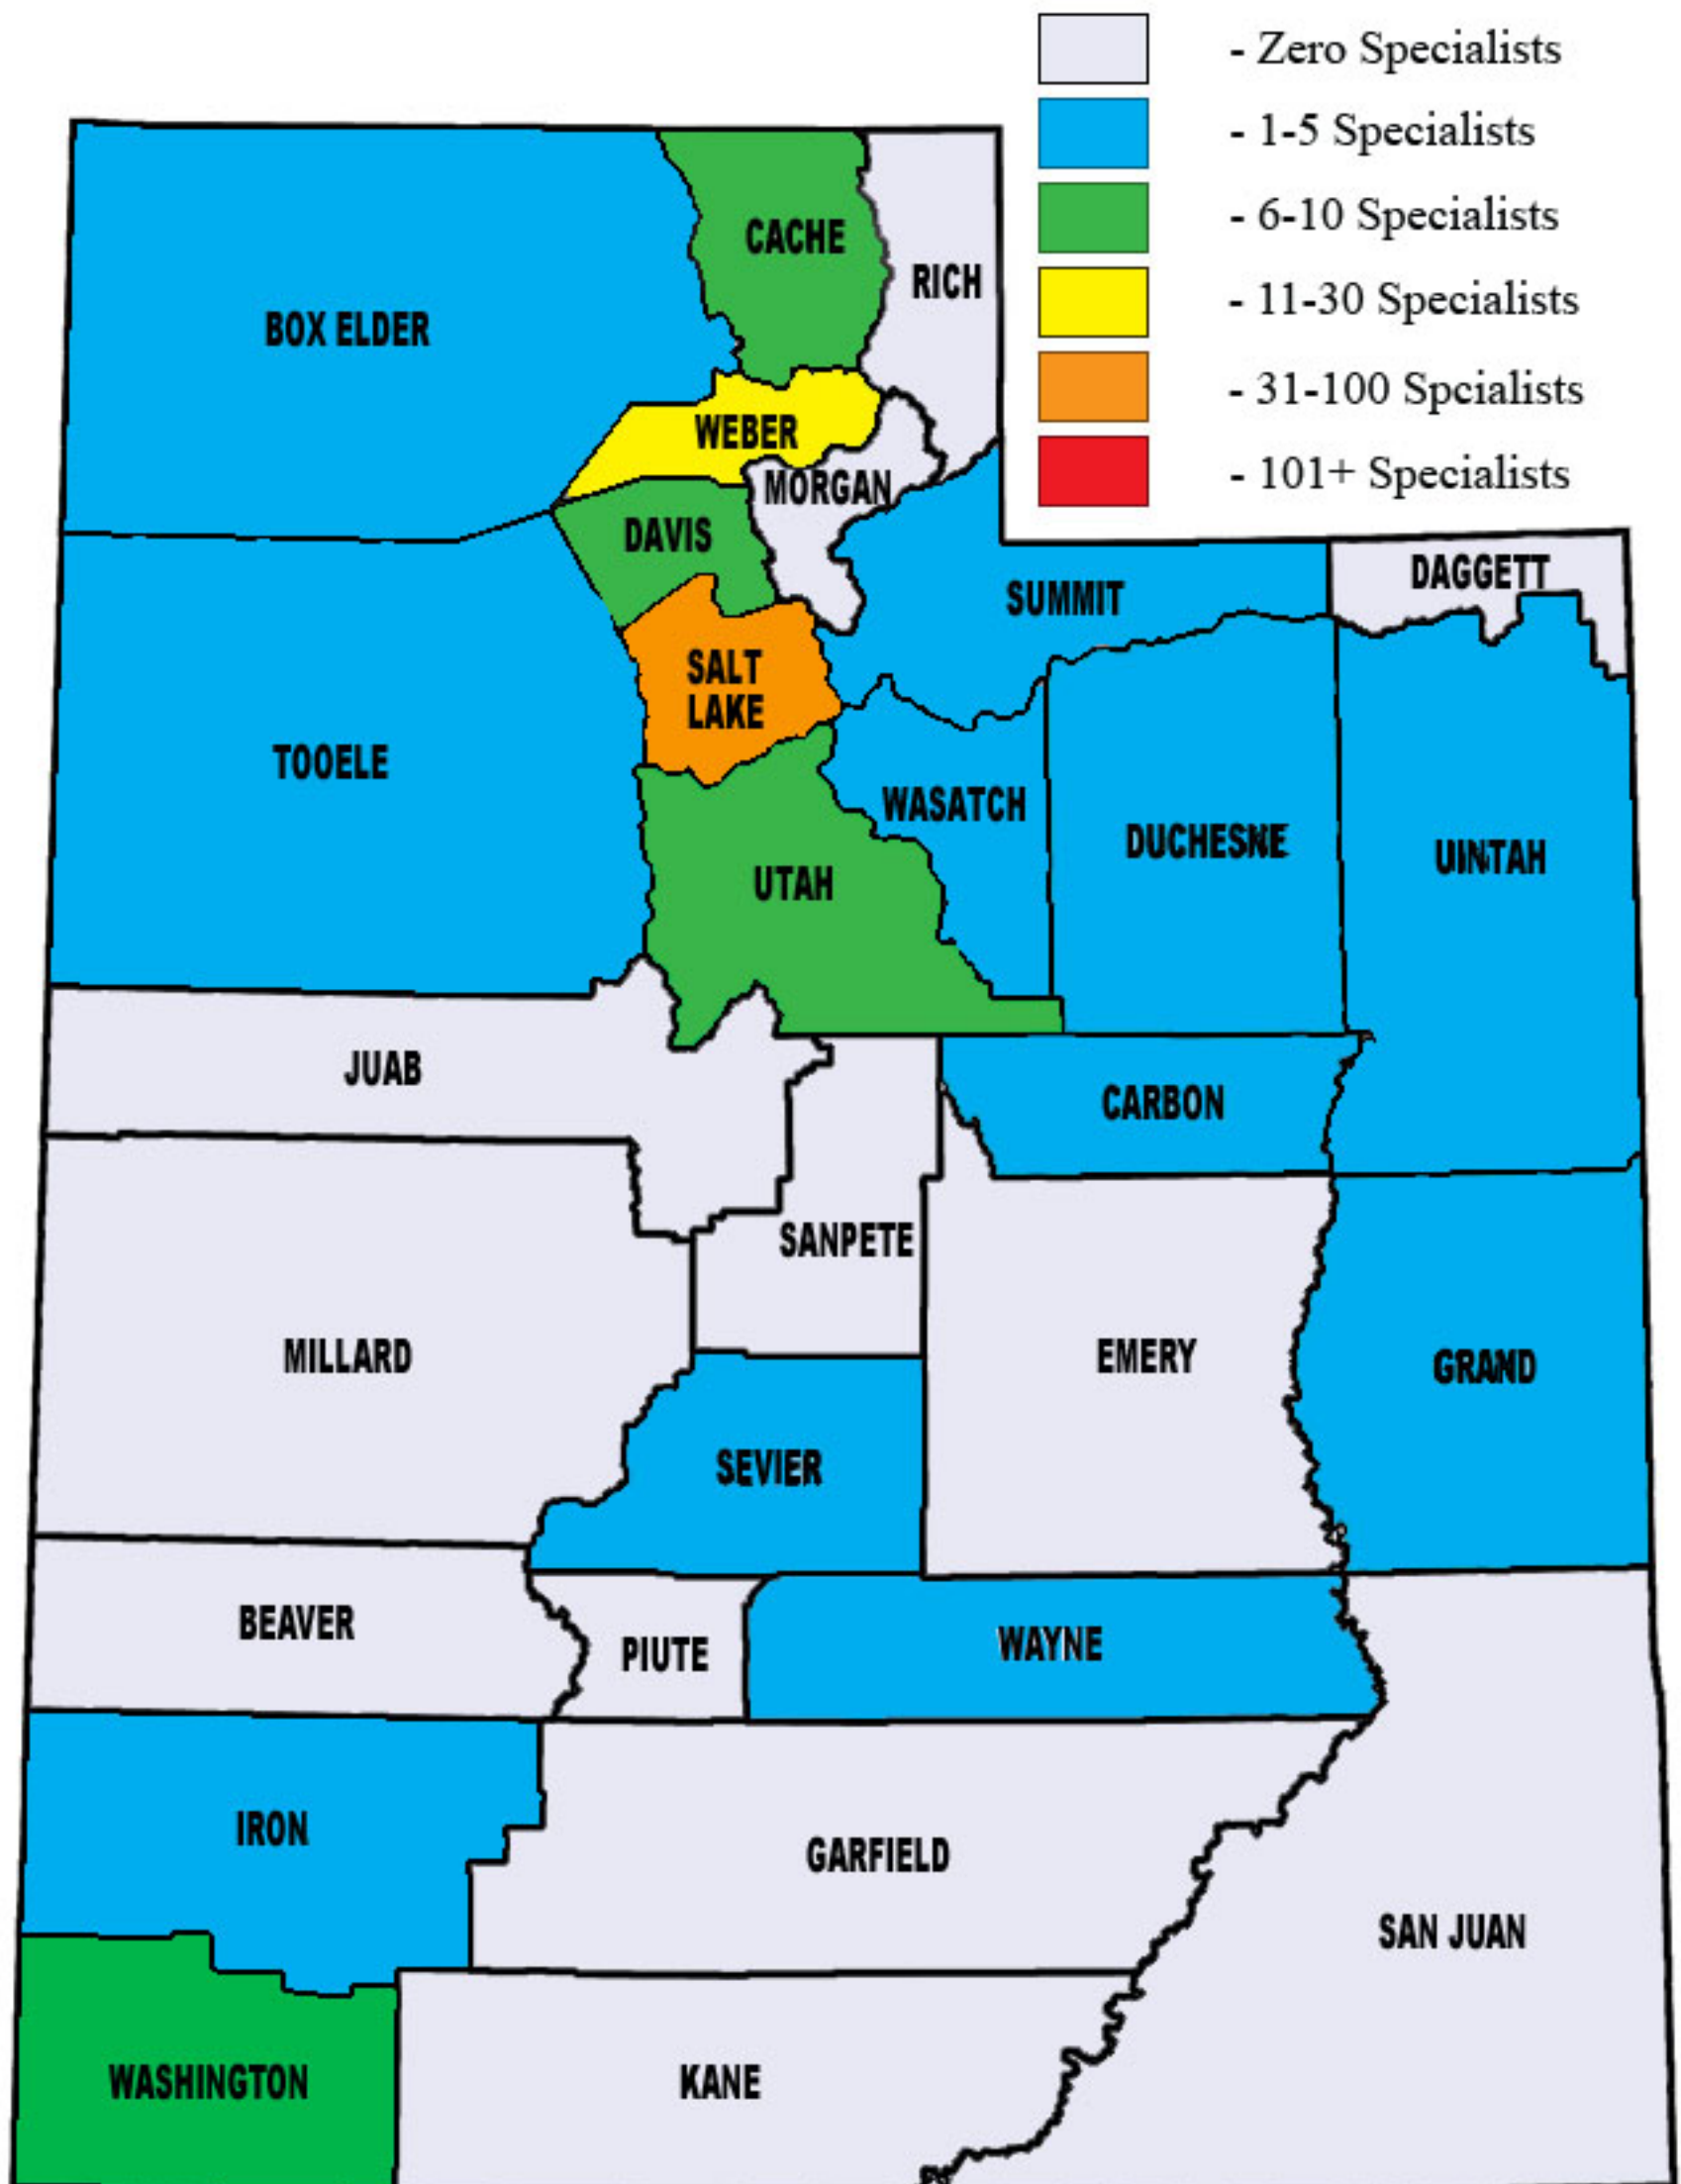 - Zero Specialists
- 1-5 Specialists
- 6-10 Specialists
- 11-30 Specialists
- 31-100 Spcialists
- 101+ Specialists
CACHE
RICH
BOX ELDER
WEBER
MORGAN
DAVIS
DAGGETT
SUMMIT
SALT
LAKE
TOOELE
WASATCH
DUCHESNE
UINTAH
UTAH
JUAB
CARBON
SANPETE
MILLARD
EMERY
GRAND
SEVIER
BEAVER
PIUTE
WAYNE
IRON
GARFIELD
SAN JUAN
WASHINGTON
KANE